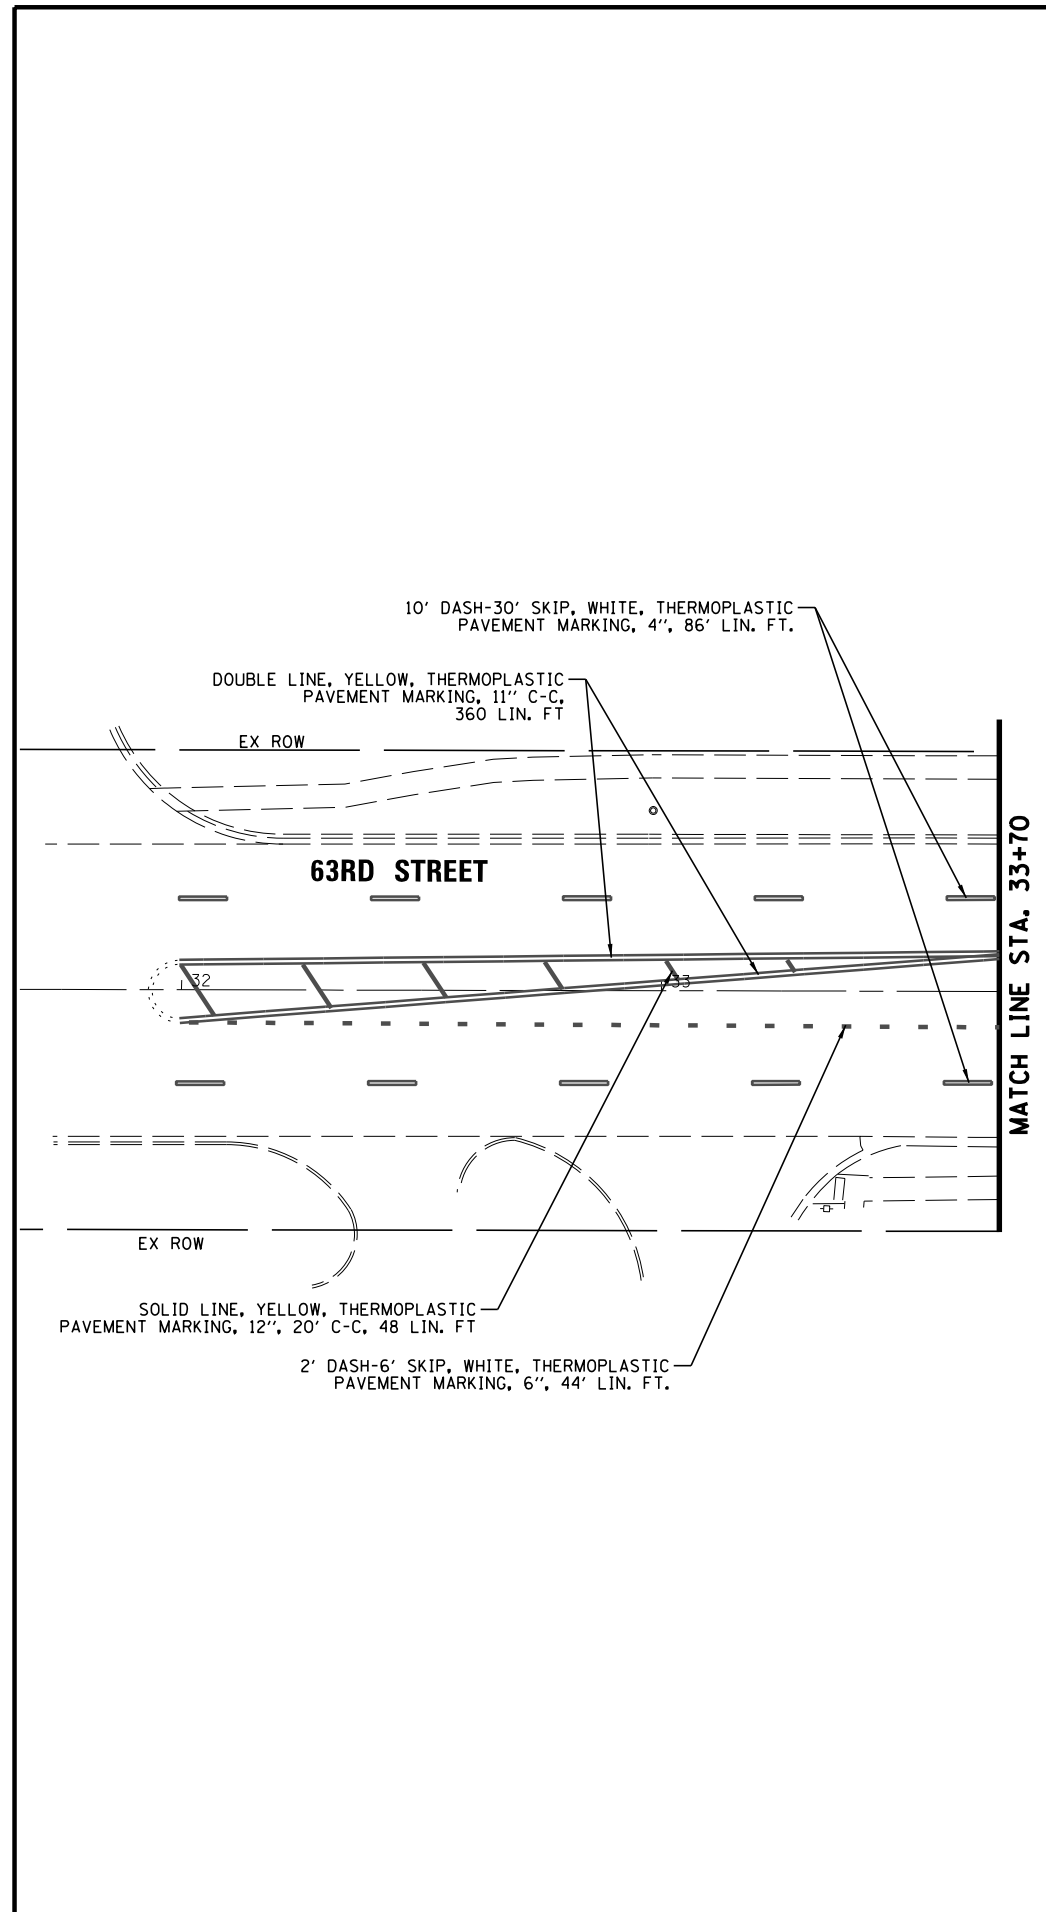 10' DASH-30' SKIP, WHITE, THERMOPLASTIC
PAVEMENT MARKING, 4", 86' LIN. FT.
DOUBLE LINE, YELLOW, THERMOPLASTIC
PAVEMENT MARKING, 11" C-C,
360 LIN. FT
EX ROW
63RD STREET
MATCH LINE STA. 33+70
32
33
EX ROW
SOLID LINE, YELLOW, THERMOPLASTIC
PAVEMENT MARKING, 12", 20' C-C, 48 LIN. FT
2' DASH-6' SKIP, WHITE, THERMOPLASTIC
PAVEMENT MARKING, 6", 44' LIN. FT.